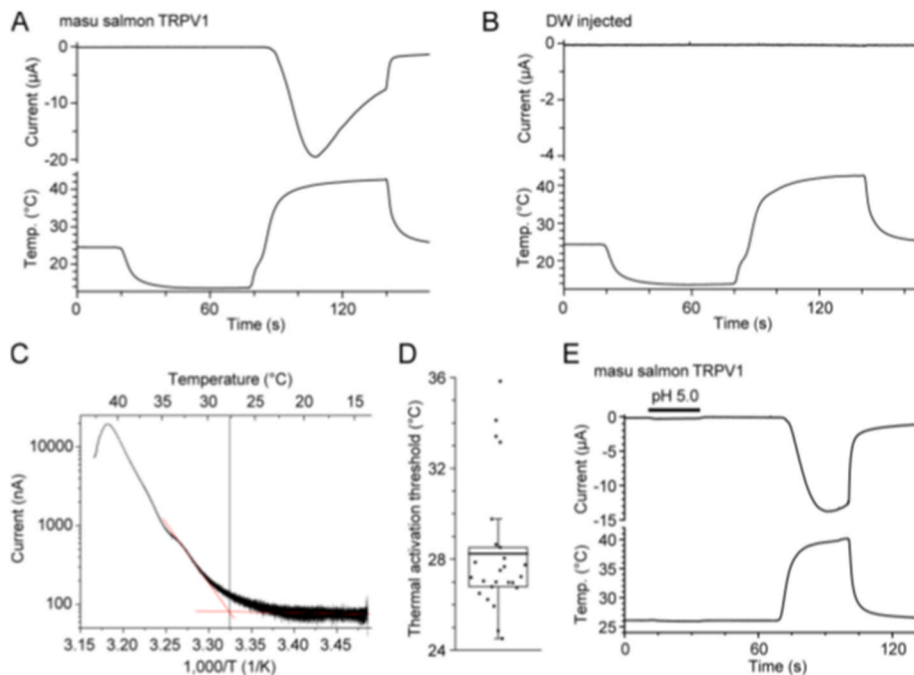 A
masu salmon TRPV1
0
-10
-20
Current (µA)
40
30
20
Temp. (°C)
0
60
120
Time (s)
B
DW injected
0
-2
-4
Current (µA)
40
30
20
Temp. (°C)
0
60
120
Time (s)
C
Temperature (°C)
40
35
30
25
20
15
10000
1000
100
Current (nA)
3.15
3.20
3.25
3.30
3.35
3.40
3.45
1,000/T (1/K)
D
36
32
28
24
Thermal activation threshold (°C)
E
masu salmon TRPV1
pH 5.0
0
-5
-10
-15
Current (µA)
40
35
30
25
Temp. (°C)
0
60
120
Time (s)